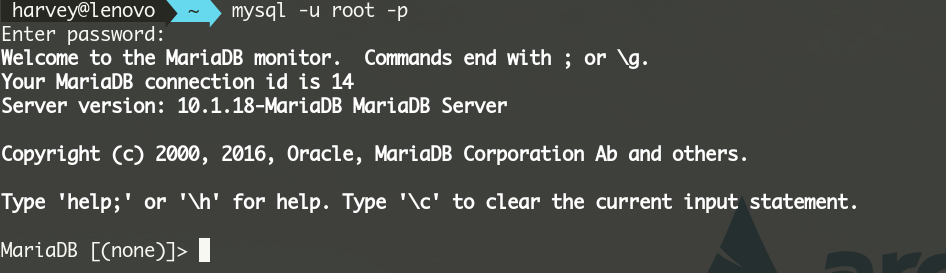 harvey@lenovo ~ mysql -u root -p
Enter password:
Welcome to the MariaDB monitor.  Commands end with ; or \g.
Your MariaDB connection id is 14
Server version: 10.1.18-MariaDB MariaDB Server

Copyright (c) 2000, 2016, Oracle, MariaDB Corporation Ab and others.

Type 'help;' or '\h' for help. Type '\c' to clear the current input statement.

MariaDB [(none)]>